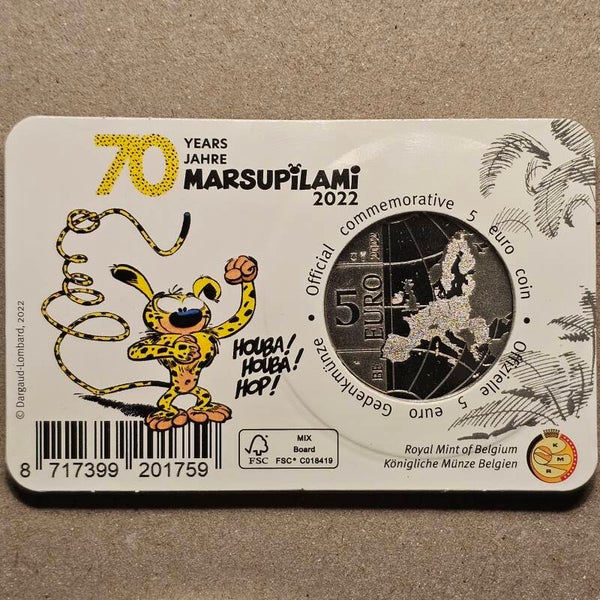 70 YEARS
JAHRE
MARSUPiLAMi
2022
Official commemorative 5 euro coin •
Offizielle 5 euro Gedenkmünze •
5
EURO
2022
BE
HOUBA!
HOUBA!
HOP!
© Dargaud-Lombard, 2022
8 717399 201759
FSC
MIX
Board
FSC® C018419
Royal Mint of Belgium
Königliche Münze Belgien
K
M
R